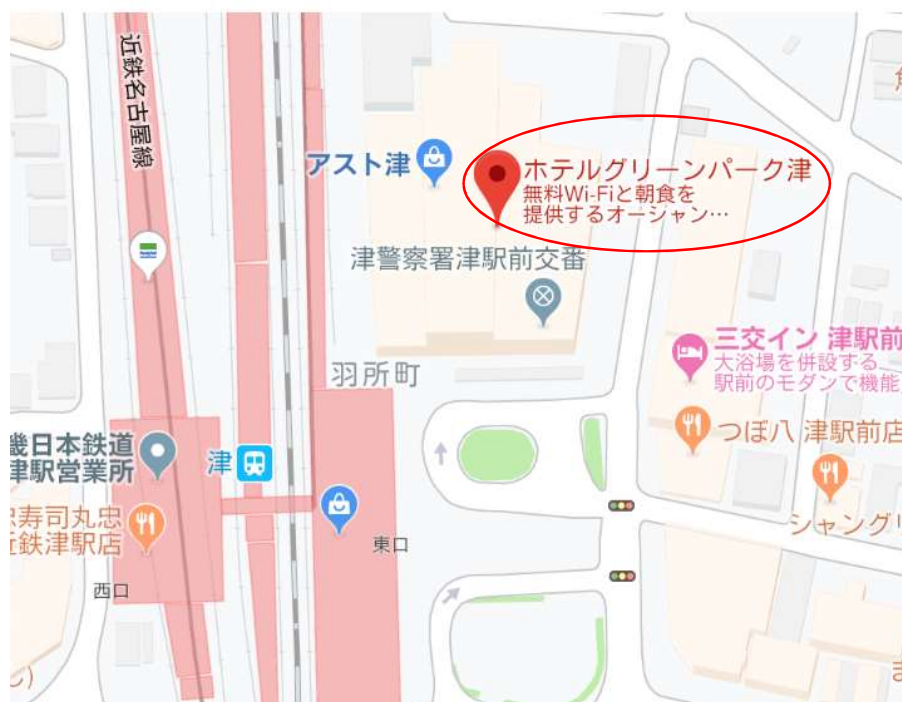 近鉄名古屋線
アスト津
ホテルグリーンパーク津
無料Wi-Fiと朝食を
提供するオーシャン…
津警察署津駅前交番
三交イン 津駅前
大浴場を併設する
駅前のモダンで機能
羽所町
つぼ八 津駅前店
日本鉄道
津駅営業所
津
寿司丸忠
近鉄津駅店
シャングリ
東口
西口